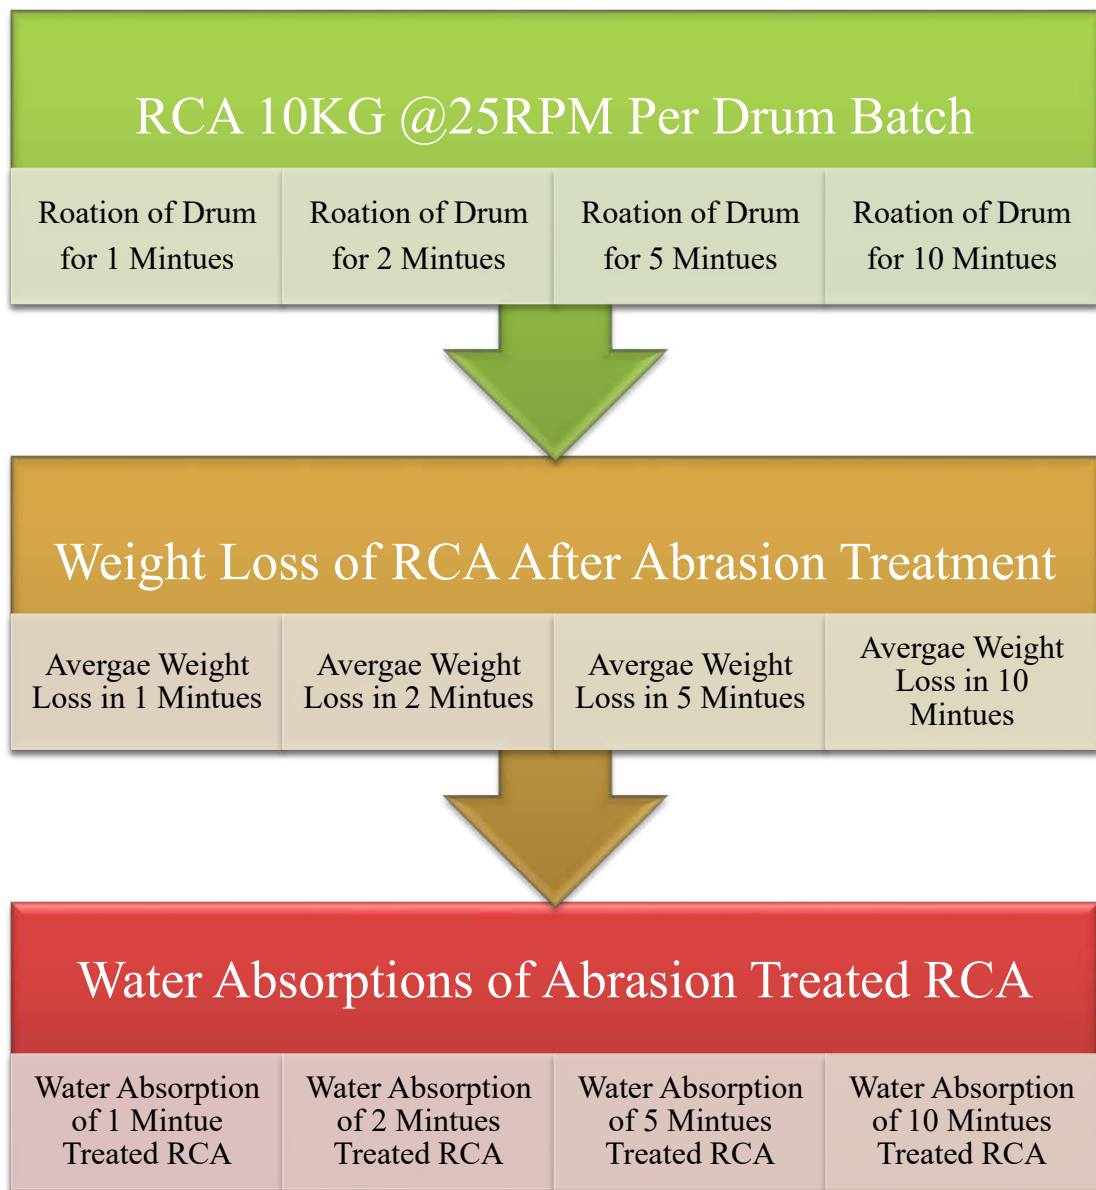 RCA 10KG @25RPM Per Drum Batch
Roation of Drum
for 1 Mintues
Roation of Drum
for 2 Mintues
Roation of Drum
for 5 Mintues
Roation of Drum
for 10 Mintues
Weight Loss of RCA After Abrasion Treatment
Avergae Weight
Loss in 1 Mintues
Avergae Weight
Loss in 2 Mintues
Avergae Weight
Loss in 5 Mintues
Avergae Weight
Loss in 10
Mintues
Water Absorptions of Abrasion Treated RCA
Water Absorption
of 1 Mintue
Treated RCA
Water Absorption
of 2 Mintues
Treated RCA
Water Absorption
of 5 Mintues
Treated RCA
Water Absorption
of 10 Mintues
Treated RCA